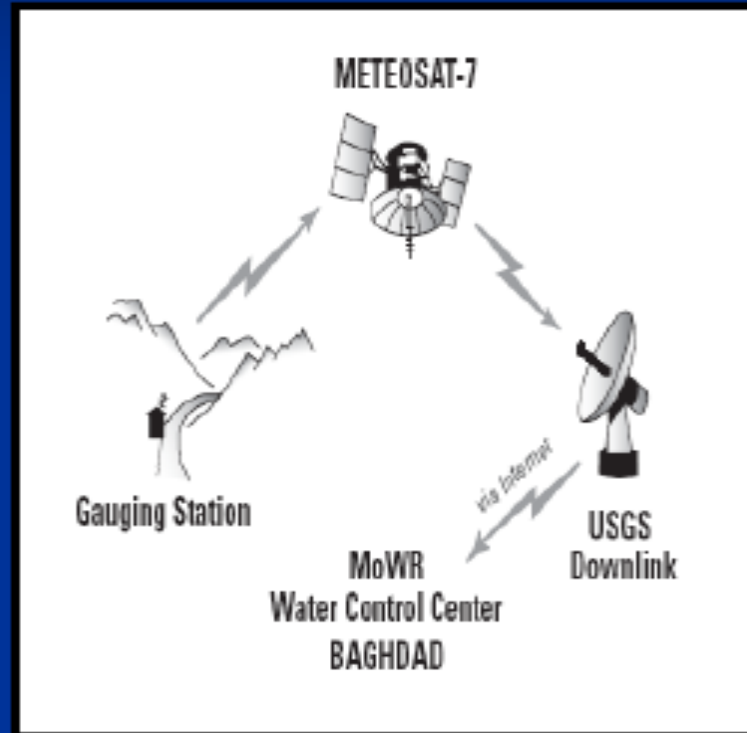 METEOSAT-7
Gauging Station
via Internet
USGS
Downlink
MoWR
Water Control Center
BAGHDAD